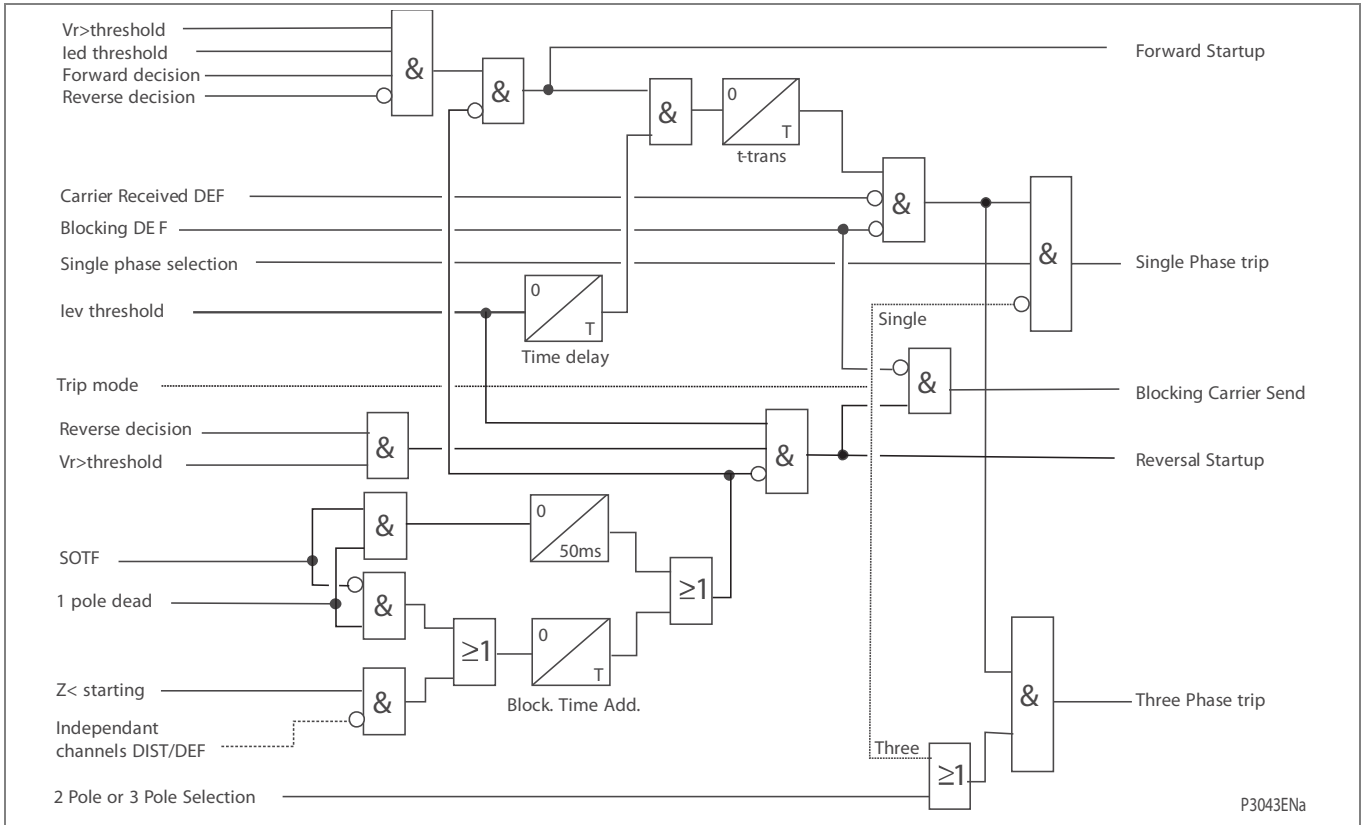 Vr>threshold
Ied threshold
Forward decision
Reverse decision
&
&
Forward Startup
&
0
T
t-trans
Carrier Received DEF
Blocking DE F
Single phase selection
Iev threshold
&
&
Single Phase trip
0
T
Time delay
Single
Trip mode
&
Blocking Carrier Send
Reverse decision
Vr>threshold
&
&
Reversal Startup
SOTF
1 pole dead
&
&
0
50ms
≥1
≥1
0
T
Block. Time Add.
Z< starting
Independant
channels DIST/DEF
&
&
Three Phase trip
Three
≥1
2 Pole or 3 Pole Selection
P3043ENa